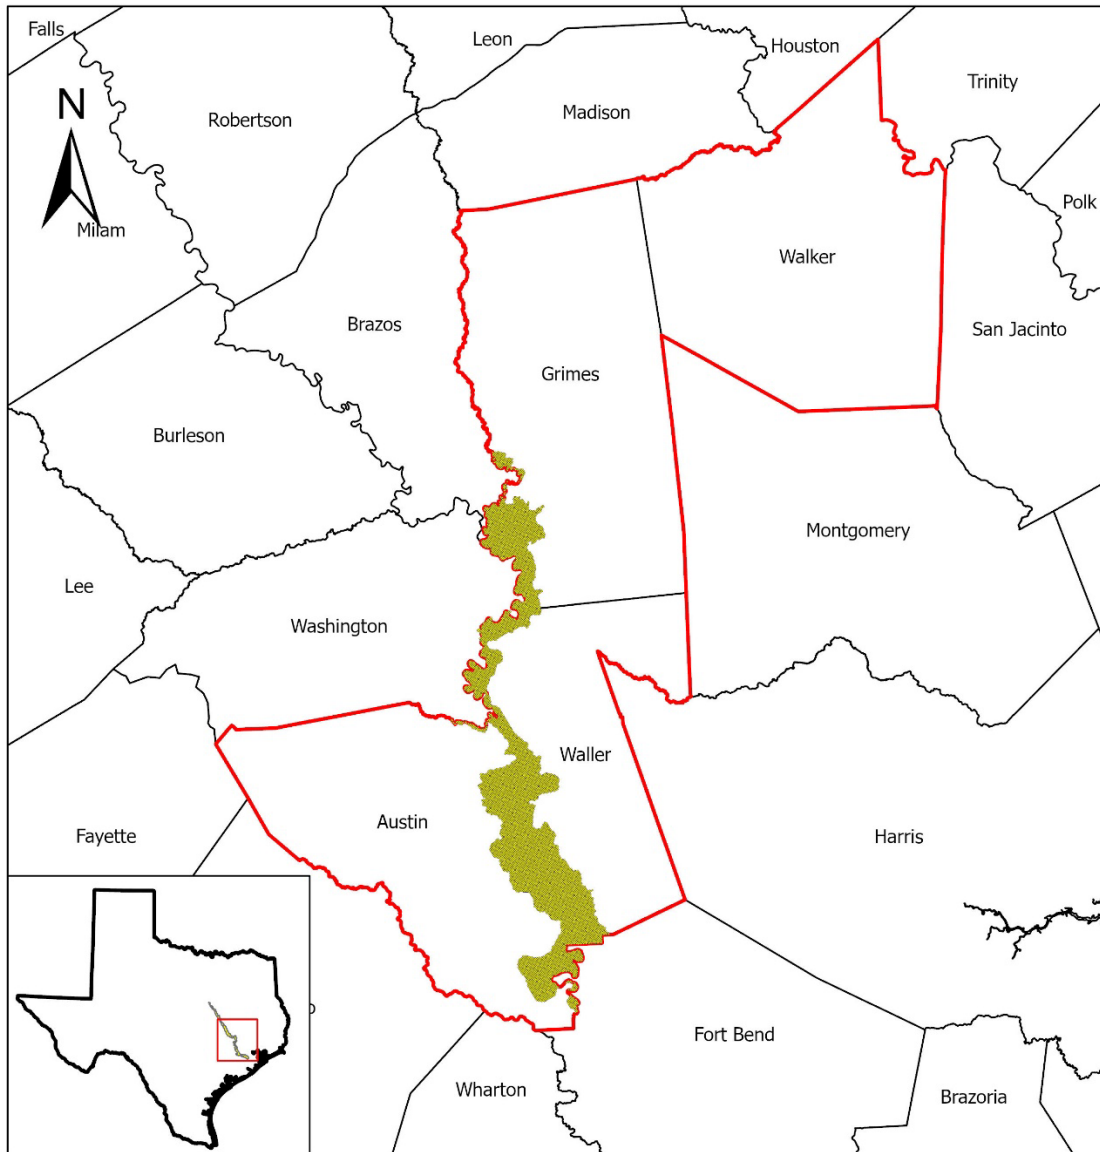 Falls
Leon
Houston
Trinity
Robertson
Madison
N
Milam
Polk
Walker
Brazos
San Jacinto
Grimes
Burleson
Montgomery
Lee
Washington
Waller
Austin
Fayette
Harris
Fort Bend
Wharton
Brazoria